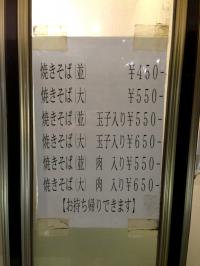 焼きそば(並) ¥450-
焼きそば(大) ¥550-
焼きそば(並) 玉子入り¥550-
焼きそば(大) 玉子入り¥650-
焼きそば(並) 肉 入り¥550-
焼きそば(大) 肉 入り¥650-
【お持ち帰りできます】